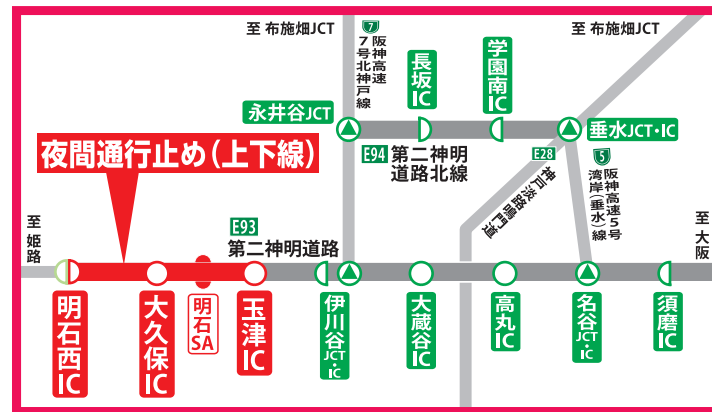 至 布施畑JCT
7
阪神高速
7号北神戸線
長坂IC
学園南IC
至 布施畑JCT
永井谷JCT
垂水JCT・IC
夜間通行止め（上下線）
E94 第二神明
道路北線
E28
神戸淡路鳴門道
5
阪神高速5号
湾岸（垂水）線
至 姫路
E93
第二神明道路
至 大阪
明石西IC
大久保IC
明石SA
玉津IC
伊川谷JCT・IC
大蔵谷IC
高丸IC
名谷JCT・IC
須磨IC